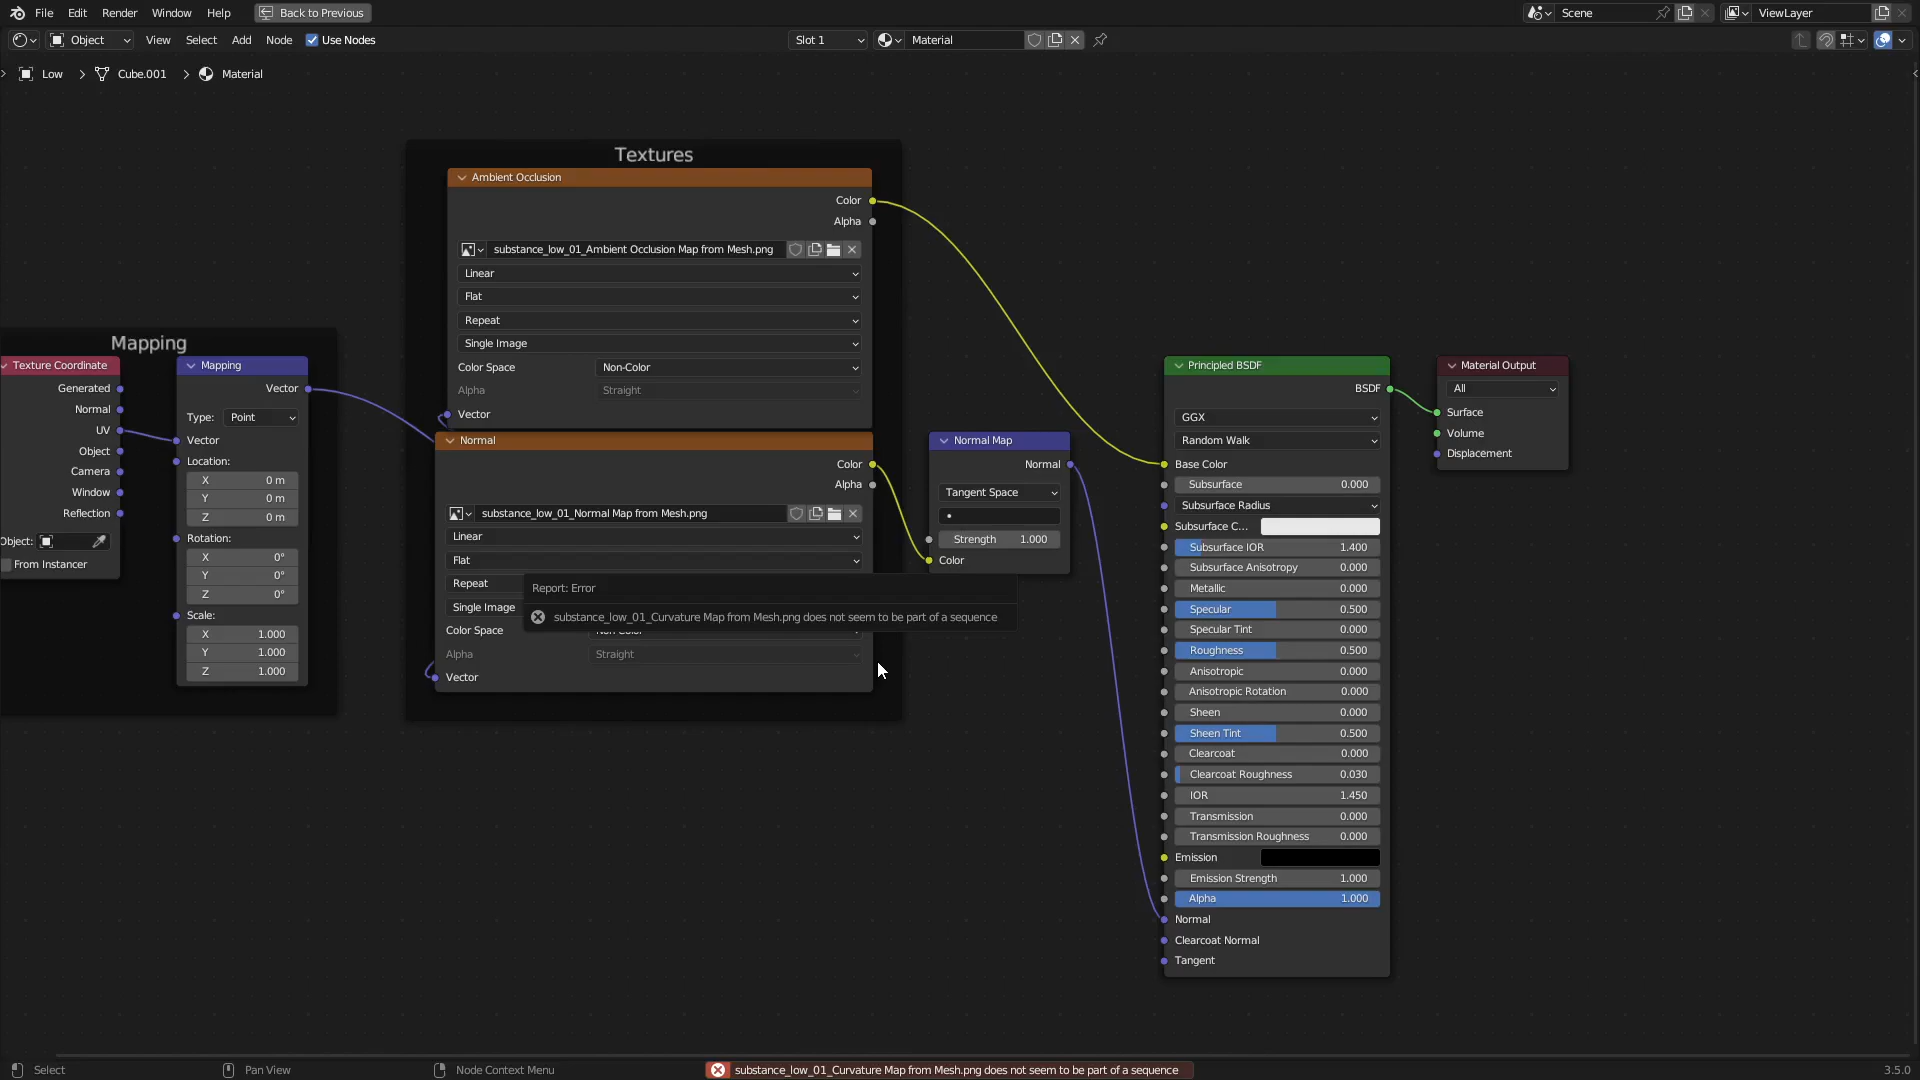 File Edit Render Window Help Back to Previous Scene ViewLayer
Object View Select Add Node Use Nodes Slot 1 Material
Low Cube.001 Material
Textures
Ambient Occlusion
Color
Alpha
substance_low_01_Ambient Occlusion Map from Mesh.png
Linear
Flat
Repeat
Single Image
Color Space Non-Color
Alpha Straight
Vector
Mapping
Texture Coordinate
Generated
Normal
UV
Object
Camera
Window
Reflection
Object:
From Instancer
Mapping
Vector
Type: Point
Vector
Location:
X 0 m
Y 0 m
Z 0 m
Rotation:
X 0°
Y 0°
Z 0°
Scale:
X 1.000
Y 1.000
Z 1.000
Normal
Color
Alpha
substance_low_01_Normal Map from Mesh.png
Linear
Flat
Repeat
Single Image
Color Space Non-Color
Alpha Straight
Vector
Report: Error
substance_low_01_Curvature Map from Mesh.png does not seem to be part of a sequence
Normal Map
Normal
Tangent Space
Strength 1.000
Color
Principled BSDF
BSDF
GGX
Random Walk
Base Color
Subsurface 0.000
Subsurface Radius
Subsurface C...
Subsurface IOR 1.400
Subsurface Anisotropy 0.000
Metallic 0.000
Specular 0.500
Specular Tint 0.000
Roughness 0.500
Anisotropic 0.000
Anisotropic Rotation 0.000
Sheen 0.000
Sheen Tint 0.500
Clearcoat 0.000
Clearcoat Roughness 0.030
IOR 1.450
Transmission 0.000
Transmission Roughness 0.000
Emission
Emission Strength 1.000
Alpha 1.000
Normal
Clearcoat Normal
Tangent
Material Output
All
Surface
Volume
Displacement
Select Pan View Node Context Menu substance_low_01_Curvature Map from Mesh.png does not seem to be part of a sequence 3.5.0